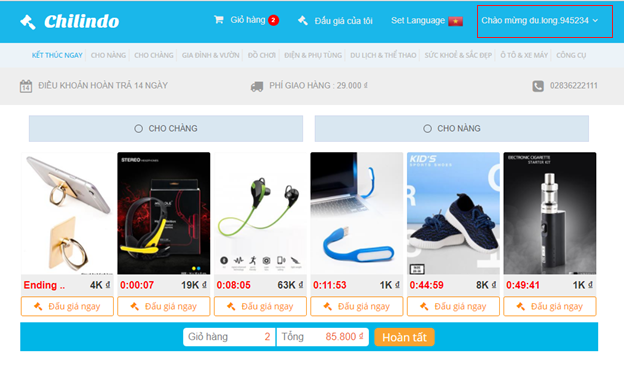 Chilindo
Giỏ hàng 2
Đấu giá của tôi
Set Language
Chào mừng du.long.945234
KẾT THÚC NGAY CHO NÀNG CHO CHÀNG GIA ĐÌNH & VƯỜN ĐỒ CHƠI ĐIỆN & PHỤ TÙNG DU LỊCH & THỂ THAO SỨC KHOẺ & SẮC ĐẸP Ô TÔ & XE MÁY CÔNG CỤ
14 ĐIỀU KHOẢN HOÀN TRẢ 14 NGÀY
PHÍ GIAO HÀNG : 29.000 ₫
02836222111
CHO CHÀNG
CHO NÀNG
STEREO
KID'S
SPORTS SHOES
ELECTRONIC CIGARETTE
STARTER KIT
Ending .. 4K ₫
0:00:07 19K ₫
0:08:05 63K ₫
0:11:53 1K ₫
0:44:59 8K ₫
0:49:41 1K ₫
Đấu giá ngay
Đấu giá ngay
Đấu giá ngay
Đấu giá ngay
Đấu giá ngay
Đấu giá ngay
Giỏ hàng 2
Tổng 85.800 ₫
Hoàn tất